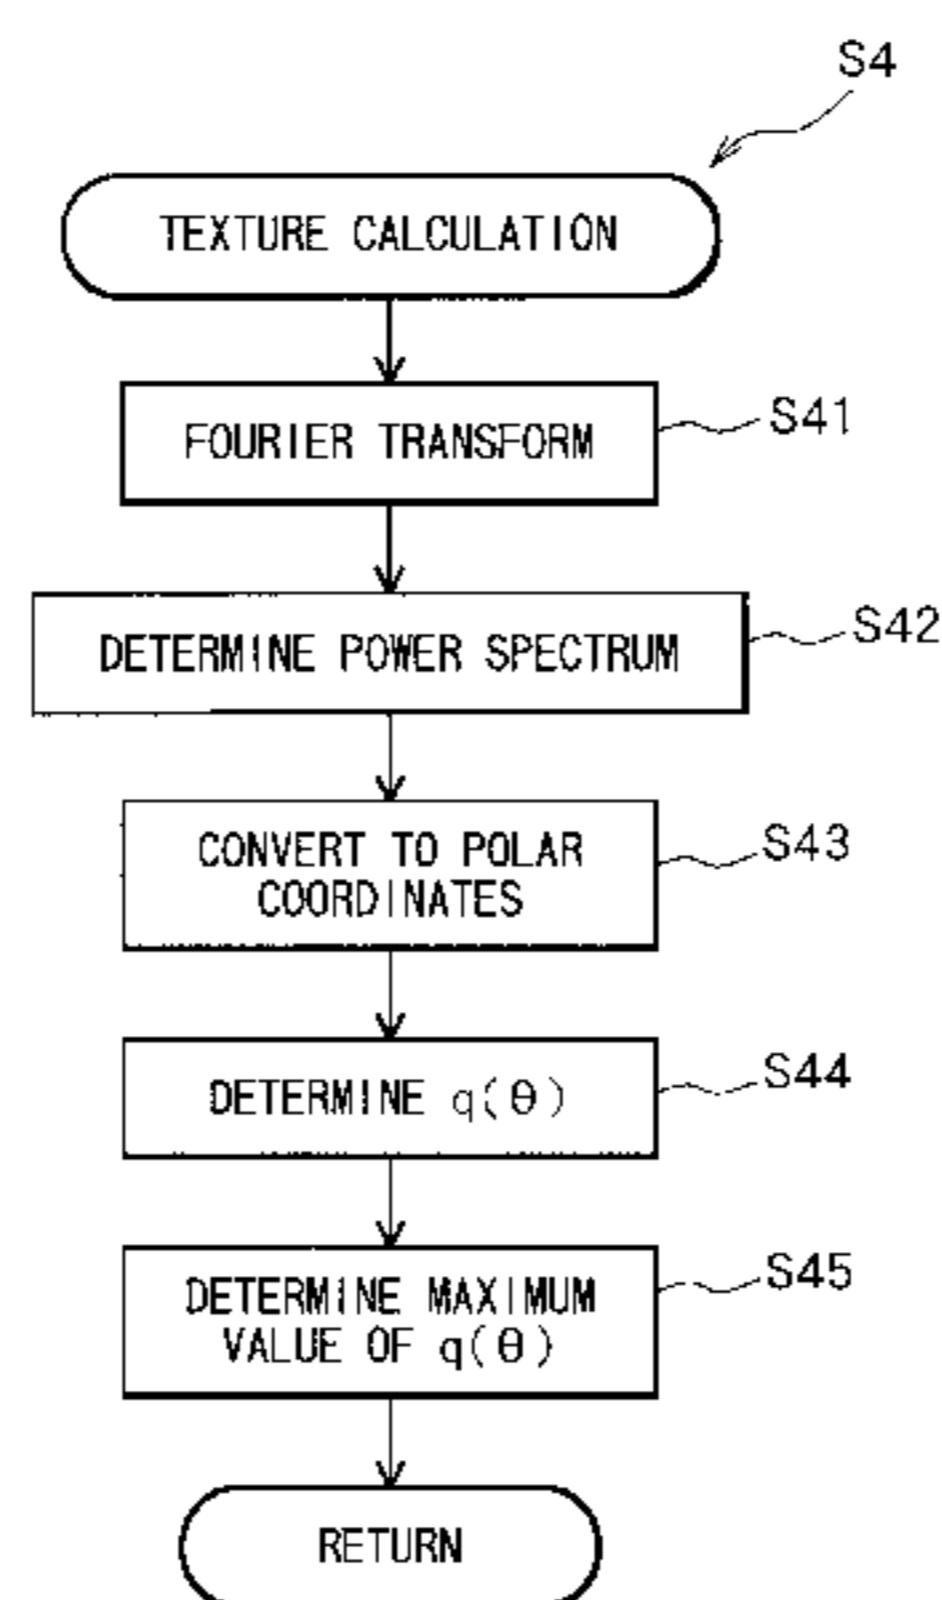 S4
TEXTURE CALCULATION
FOURIER TRANSFORM
S41
DETERMINE POWER SPECTRUM
S42
CONVERT TO POLAR
COORDINATES
S43
DETERMINE q(θ)
S44
DETERMINE MAXIMUM
VALUE OF q(θ)
S45
RETURN